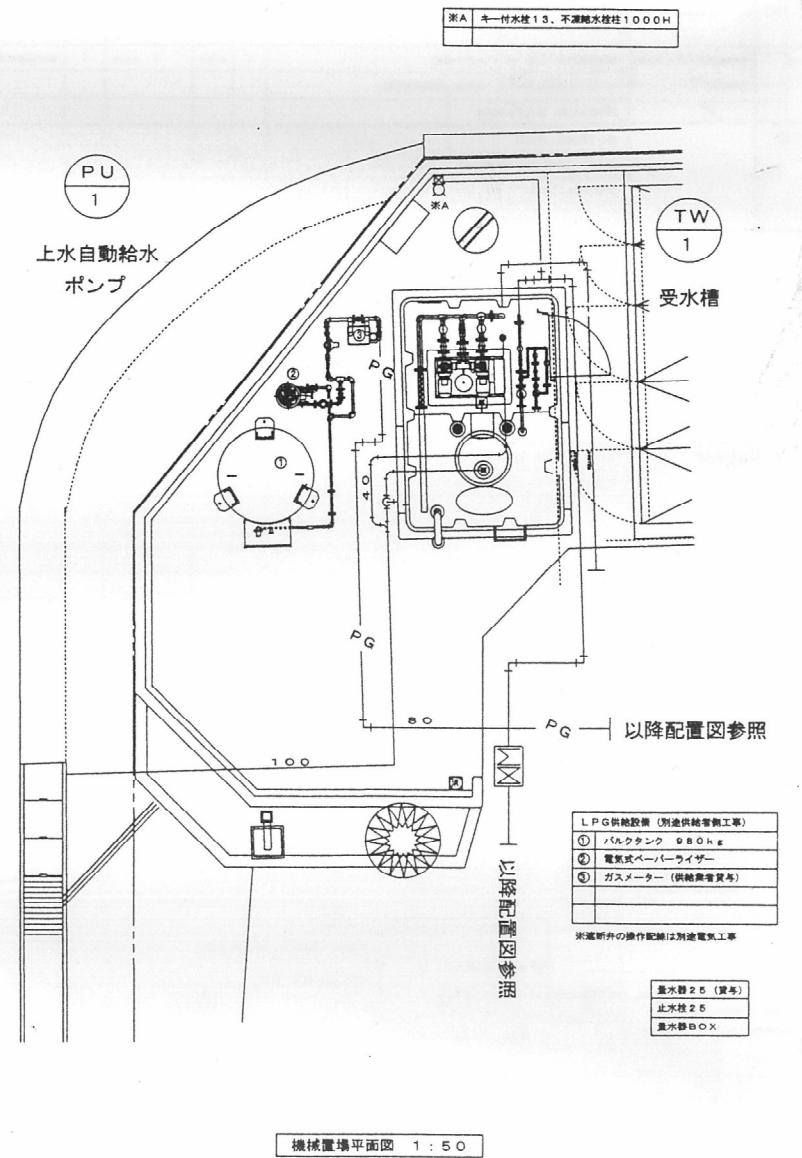 ※A キー付水栓13、不凍給水栓柱1000H
PU
1
上水自動給水
ポンプ
※A
TW
1
受水槽
③
PG
②
①
40
PG
80
PG
以降配置図参照
100
以降配置図参照
LPG供給設備（別途供給者側工事）
① バルクタンク 980kg
② 電気式ベーパーライザー
③ ガスメーター（供給業者貸与）
※遮断弁の操作配線は別途電気工事
量水器25（貸与）
止水栓25
量水器BOX
機械置場平面図 1:50